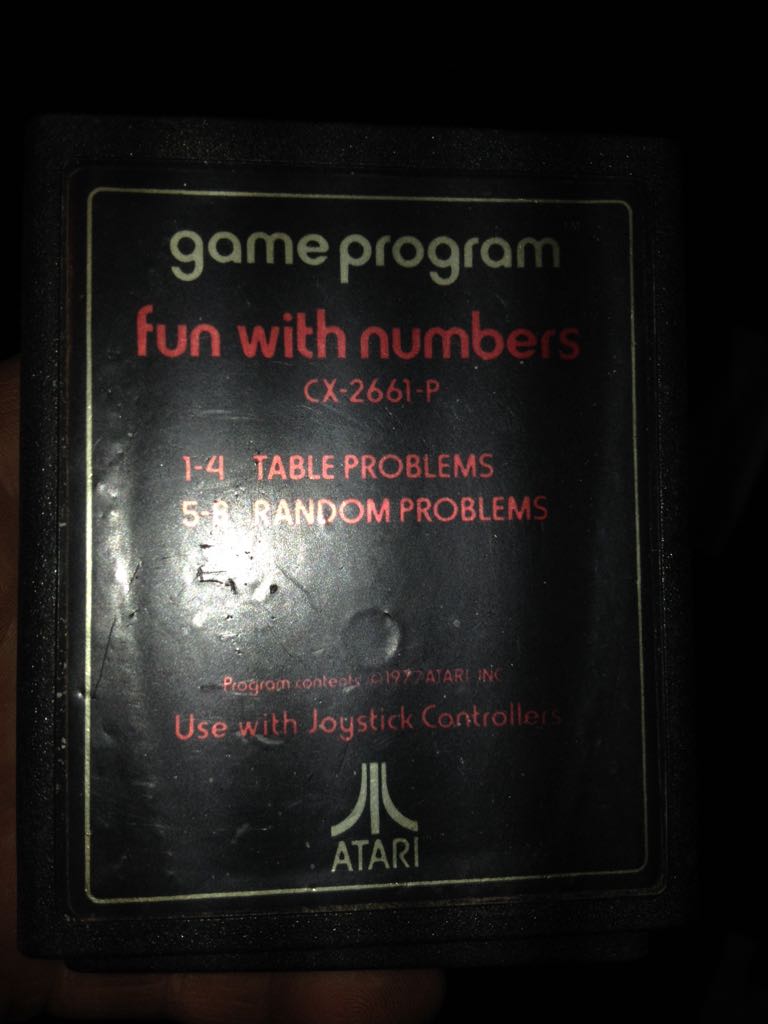 game program™
fun with numbers
CX-2661-P
1-4 TABLE PROBLEMS
5-8 RANDOM PROBLEMS
Program contents © 1977 ATARI, INC
Use with Joystick Controllers
ATARI